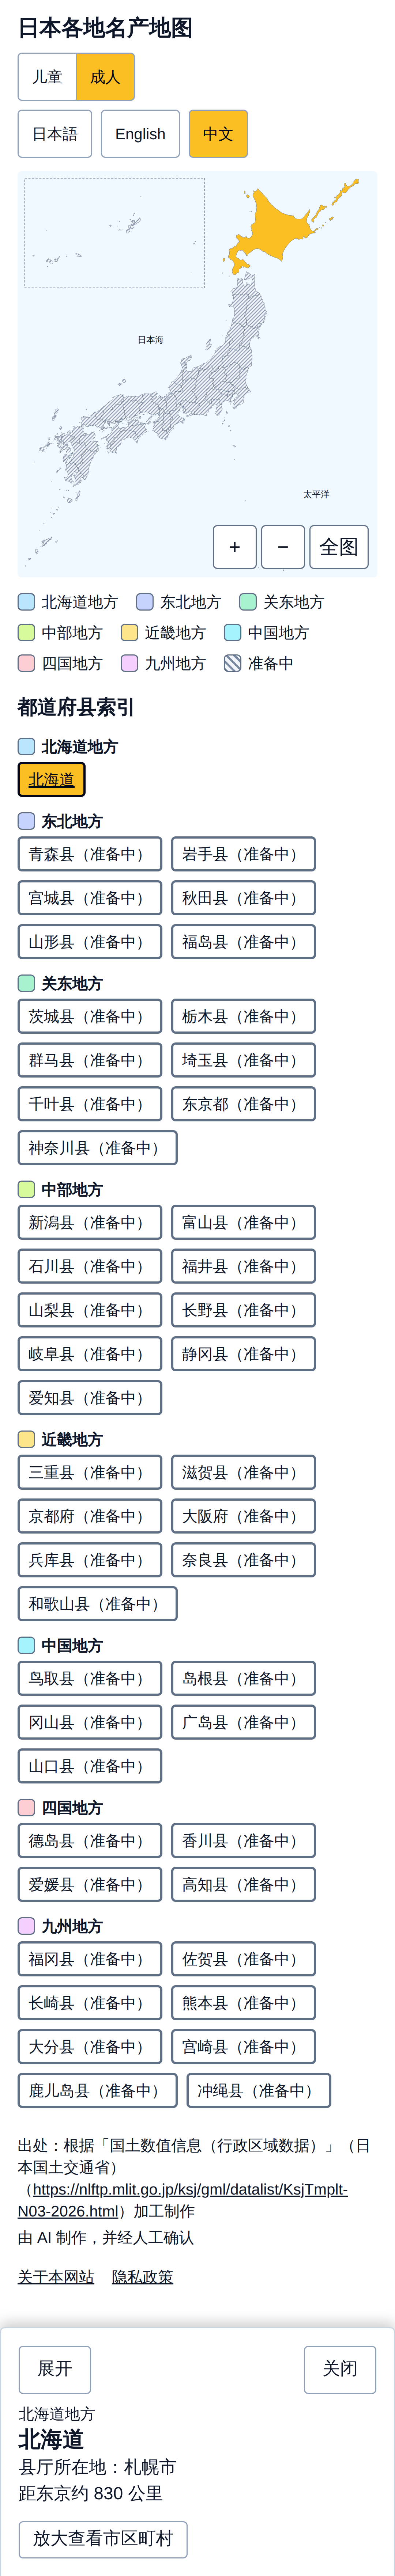 日本各地名产地图
儿童 成人
日本語 English 中文
日本海
太平洋
+ − 全图
北海道地方 东北地方 关东地方
中部地方 近畿地方 中国地方
四国地方 九州地方 准备中
都道府县索引
北海道地方
北海道
东北地方
青森县（准备中） 岩手县（准备中）
宫城县（准备中） 秋田县（准备中）
山形县（准备中） 福岛县（准备中）
关东地方
茨城县（准备中） 栃木县（准备中）
群马县（准备中） 埼玉县（准备中）
千叶县（准备中） 东京都（准备中）
神奈川县（准备中）
中部地方
新潟县（准备中） 富山县（准备中）
石川县（准备中） 福井县（准备中）
山梨县（准备中） 长野县（准备中）
岐阜县（准备中） 静冈县（准备中）
爱知县（准备中）
近畿地方
三重县（准备中） 滋贺县（准备中）
京都府（准备中） 大阪府（准备中）
兵库县（准备中） 奈良县（准备中）
和歌山县（准备中）
中国地方
鸟取县（准备中） 岛根县（准备中）
冈山县（准备中） 广岛县（准备中）
山口县（准备中）
四国地方
德岛县（准备中） 香川县（准备中）
爱媛县（准备中） 高知县（准备中）
九州地方
福冈县（准备中） 佐贺县（准备中）
长崎县（准备中） 熊本县（准备中）
大分县（准备中） 宫崎县（准备中）
鹿儿岛县（准备中） 冲绳县（准备中）
出处：根据「国土数值信息（行政区域数据）」（日
本国土交通省）
（https://nlftp.mlit.go.jp/ksj/gml/datalist/KsjTmplt-
N03-2026.html）加工制作
由 AI 制作，并经人工确认
关于本网站 隐私政策
展开 关闭
北海道地方
北海道
县厅所在地：札幌市
距东京约 830 公里
放大查看市区町村